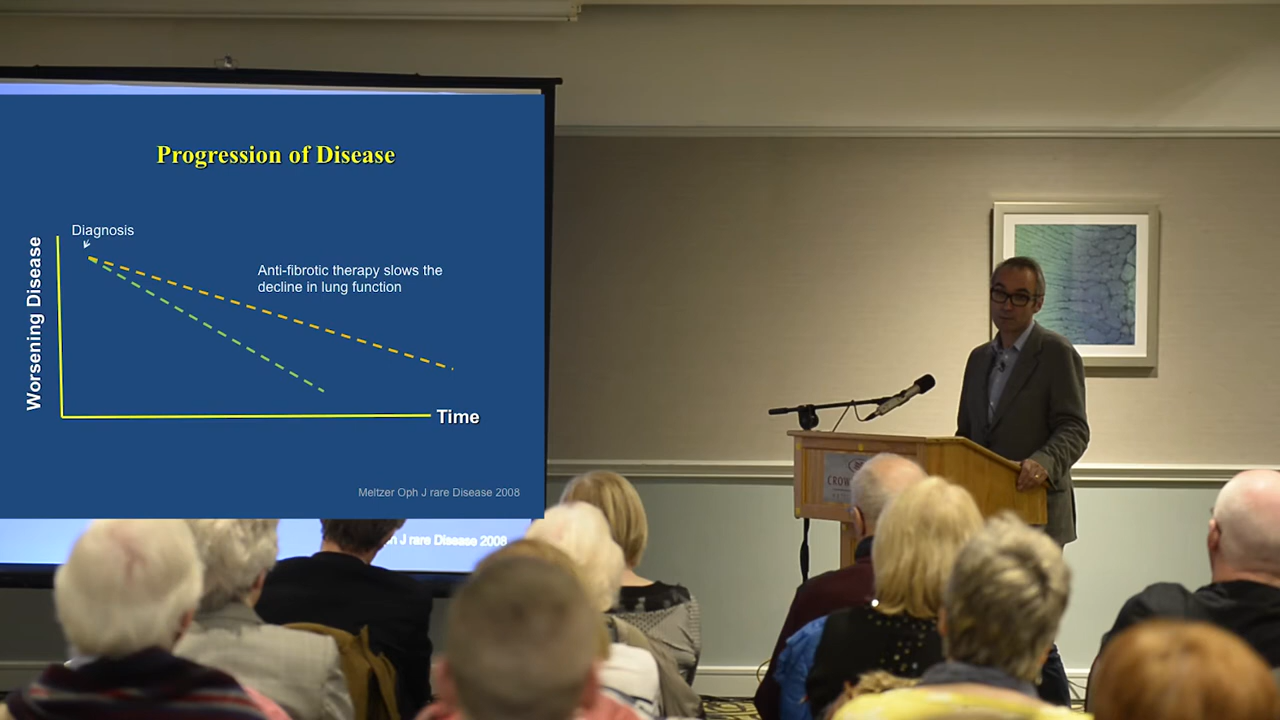 Progression of Disease
Diagnosis
Worsening Disease
Anti-fibrotic therapy slows the
decline in lung function
Time
Meltzer Oph J rare Disease 2008
J rare Disease 2008
CROW